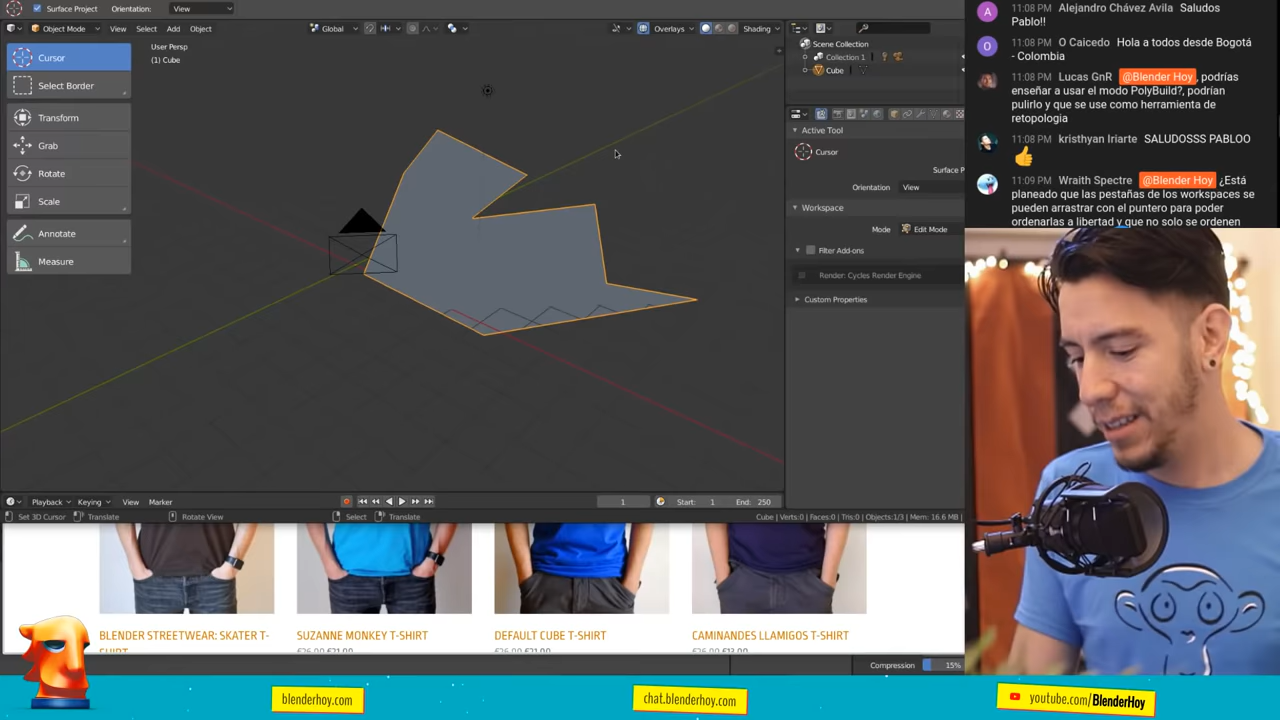 Surface Project Orientation: View
Object Mode View Select Add Object Global Overlays Shading
Cursor
Select Border
Transform
Grab
Rotate
Scale
Annotate
Measure
User Persp
(1) Cube
Scene Collection
Collection 1
Cube
Active Tool
Cursor
Surface P
Orientation View
Workspace
Mode Edit Mode
Filter Add-ons
Render: Cycles Render Engine
Custom Properties
Playback Keying View Marker
1 Start: 1 End: 250
Set 3D Cursor Translate Rotate View Select Translate
Cube | Verts:0 | Faces:0 | Tris:0 | Objects:1/3 | Mem: 16.6 MB |
BLENDER STREETWEAR: SKATER T-
SUZANNE MONKEY T-SHIRT
DEFAULT CUBE T-SHIRT
CAMINANDES LLAMIGOS T-SHIRT
Compression 15%
A 11:08 PM Alejandro Chávez Avila Saludos
Pablo!!
O 11:08 PM O Caicedo Hola a todos desde Bogotá
- Colombia
11:08 PM Lucas GnR @Blender Hoy, podrías
enseñar a usar el modo PolyBuild?, podrían
pulirlo y que se use como herramienta de
retopologia
11:08 PM kristhyan Iriarte SALUDOSSS PABLOO
11:09 PM Wraith Spectre @Blender Hoy ¿Está
planeado que las pestañas de los workspaces se
pueden arrastrar con el puntero para poder
ordenarlas a libertad y que no solo se ordenen
blenderhoy.com
chat.blenderhoy.com
youtube.com/BlenderHoy